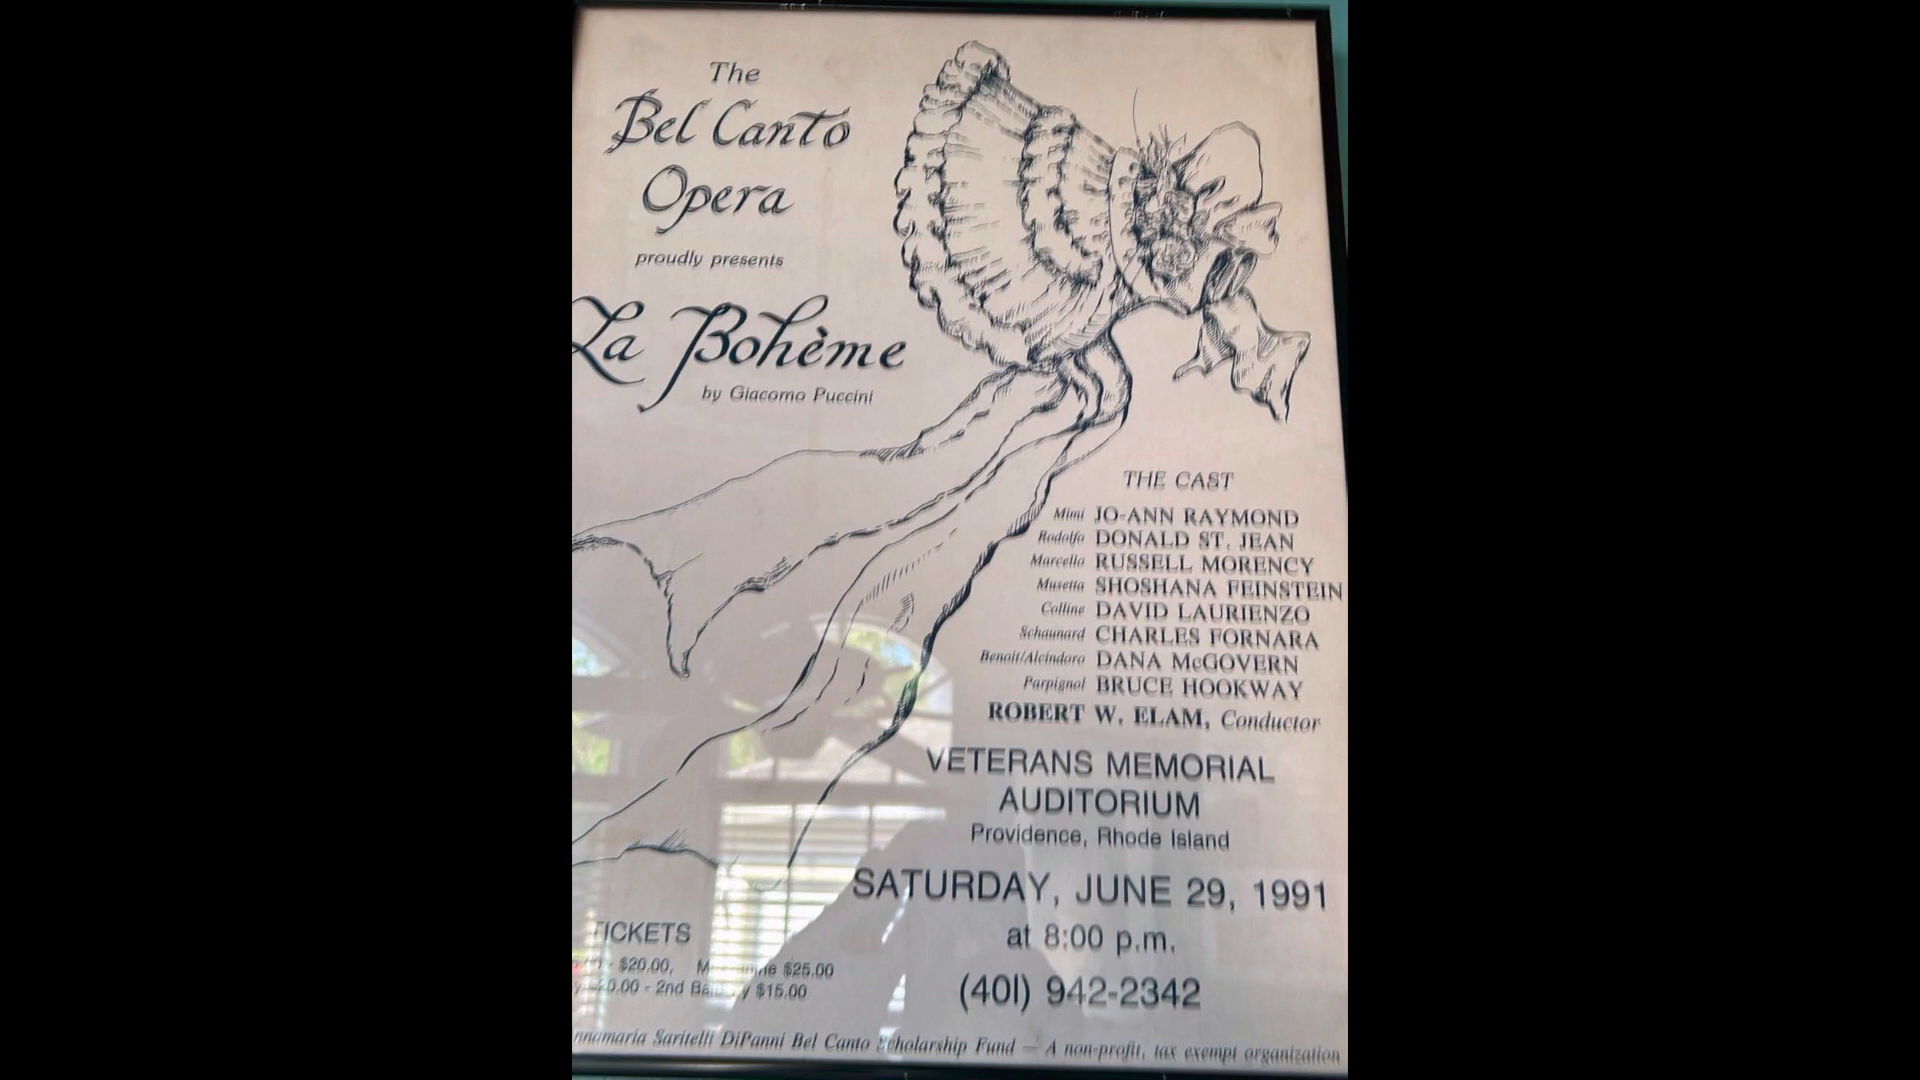 The
Bel Canto
Opera
proudly presents
La Bohème
by Giacomo Puccini
THE CAST
Mimi JO-ANN RAYMOND
Rodolfo DONALD ST. JEAN
Marcello RUSSELL MORENCY
Musetta SHOSHANA FEINSTEIN
Colline DAVID LAURIENZO
Schaunard CHARLES FORNARA
Benoit/Alcindoro DANA McGOVERN
Parpignol BRUCE HOOKWAY
ROBERT W. ELAM, Conductor
VETERANS MEMORIAL
AUDITORIUM
Providence, Rhode Island
SATURDAY, JUNE 29, 1991
at 8:00 p.m.
(401) 942-2342
TICKETS
- $20.00, $25.00
- 2nd $15.00
Saritelli DiPanni Bel Canto Scholarship Fund — A non-profit, tax exempt organization